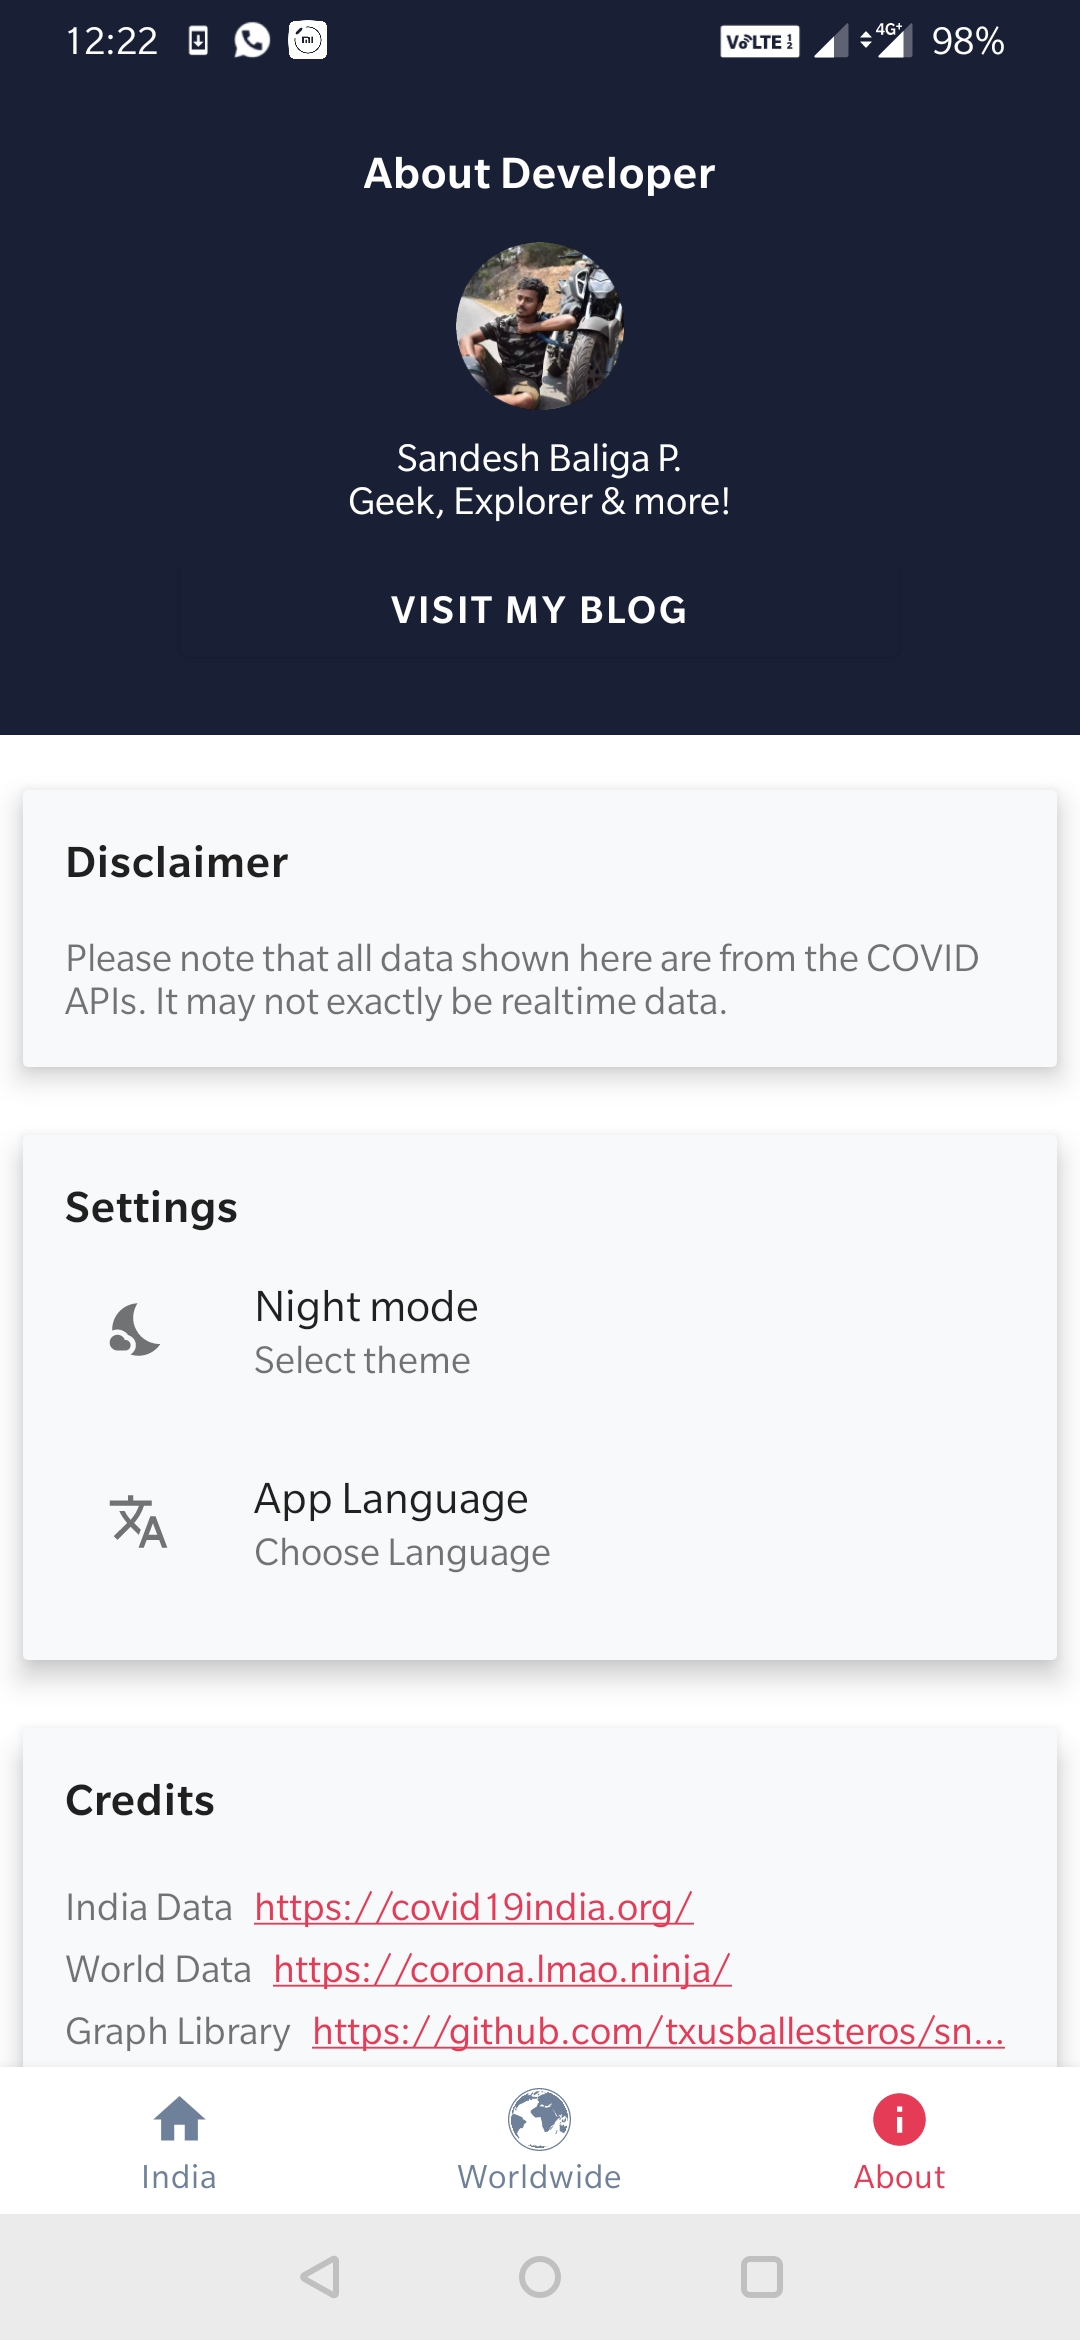 12:22 VoLTE 1 2 4G+ 98%
About Developer
Sandesh Baliga P.
Geek, Explorer & more!
VISIT MY BLOG
Disclaimer
Please note that all data shown here are from the COVID
APIs. It may not exactly be realtime data.
Settings
Night mode
Select theme
App Language
Choose Language
Credits
India Data https://covid19india.org/
World Data https://corona.lmao.ninja/
Graph Library https://github.com/txusballesteros/sn...
India Worldwide About